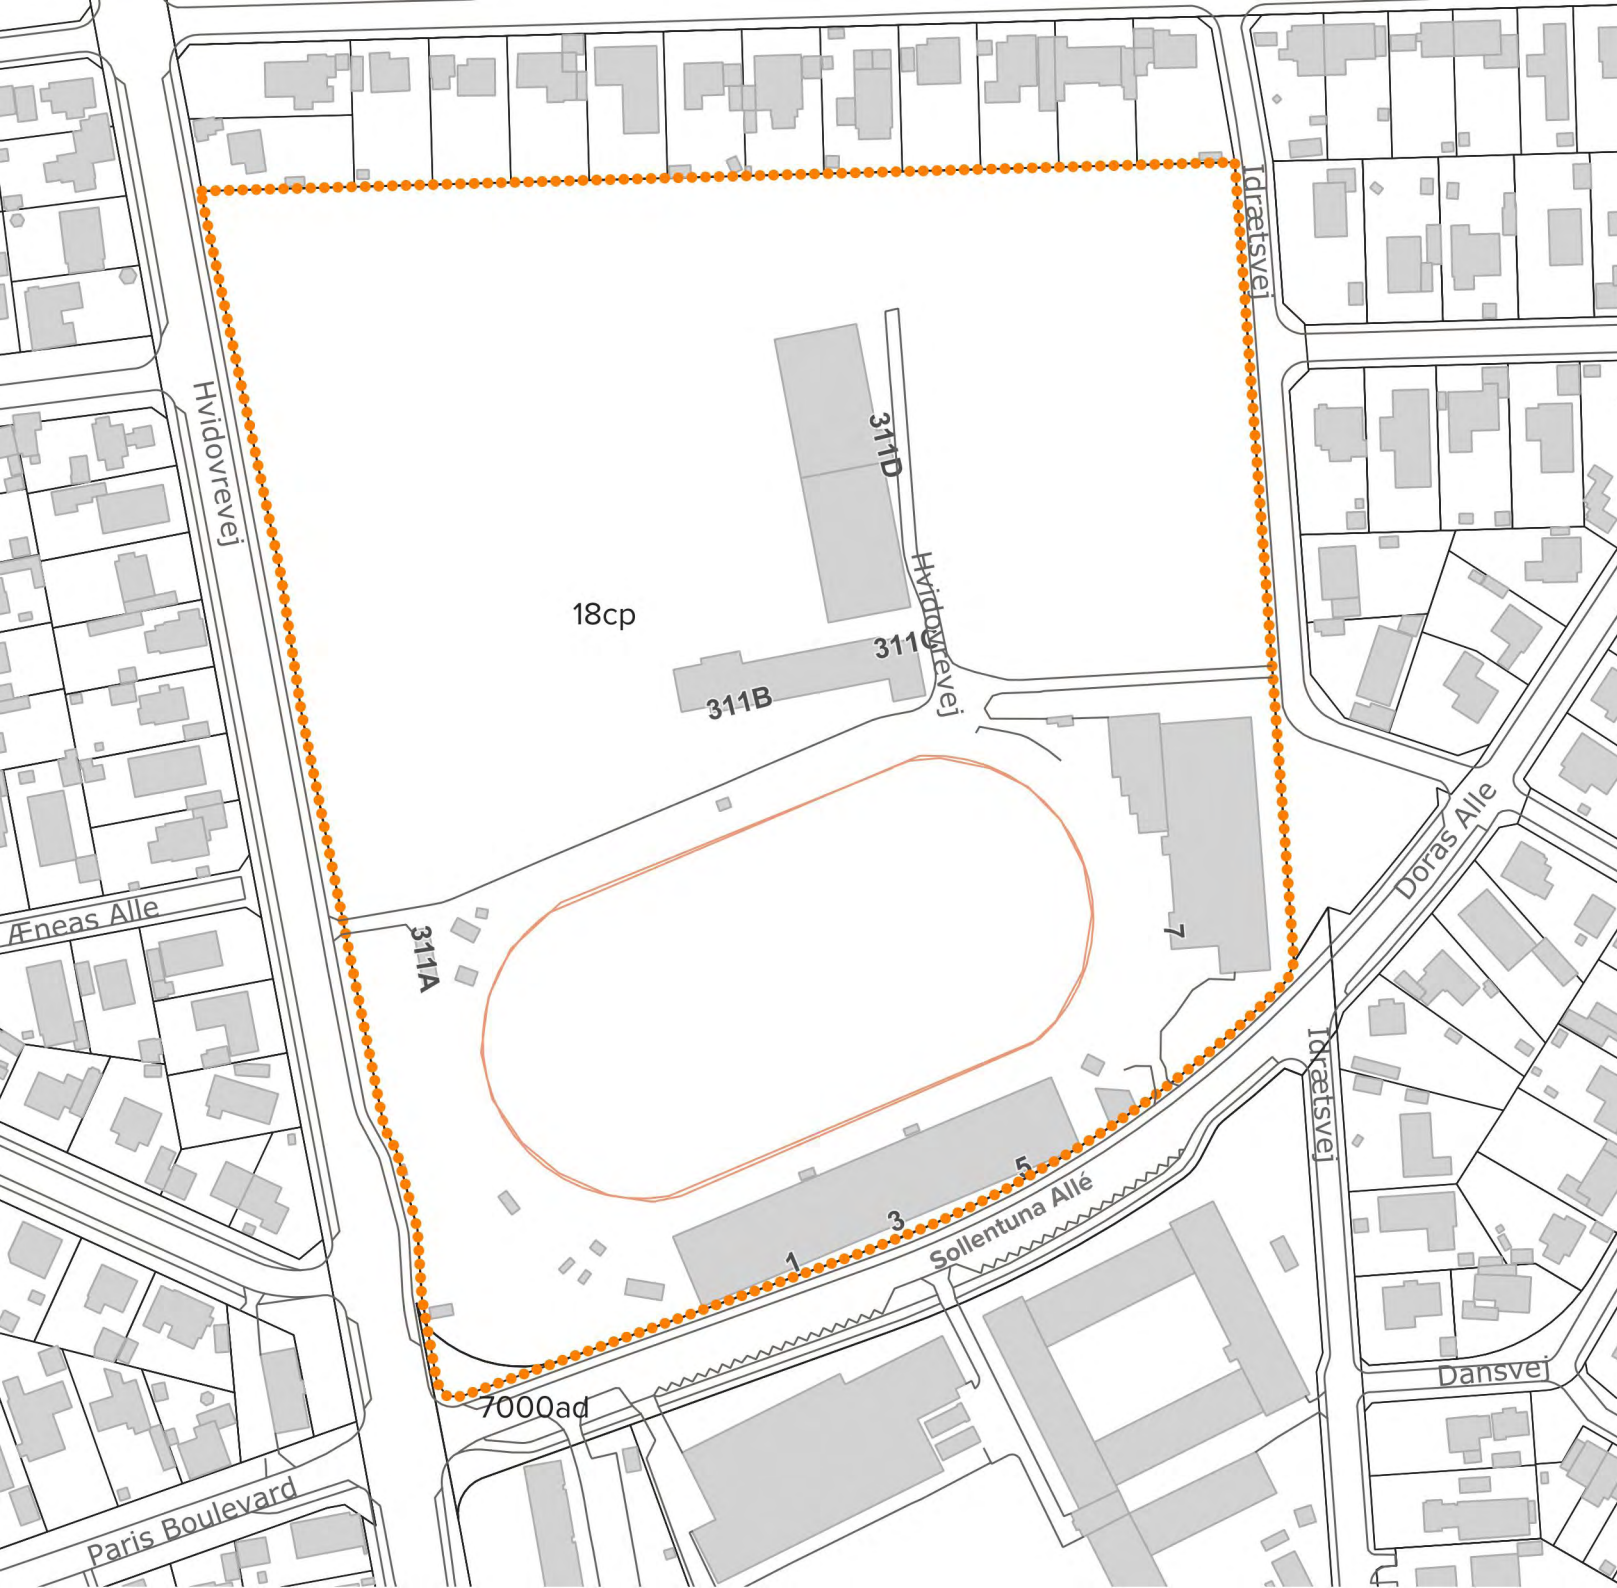 Idrætsvej
Hvidovrevej
311D
18cp
Hvidovrevej
311C
311B
Doras Alle
Æneas Alle
311A
7
Idrætsvej
5
Sollentuna Allé
3
1
Dansvej
7000ad
Paris Boulevard